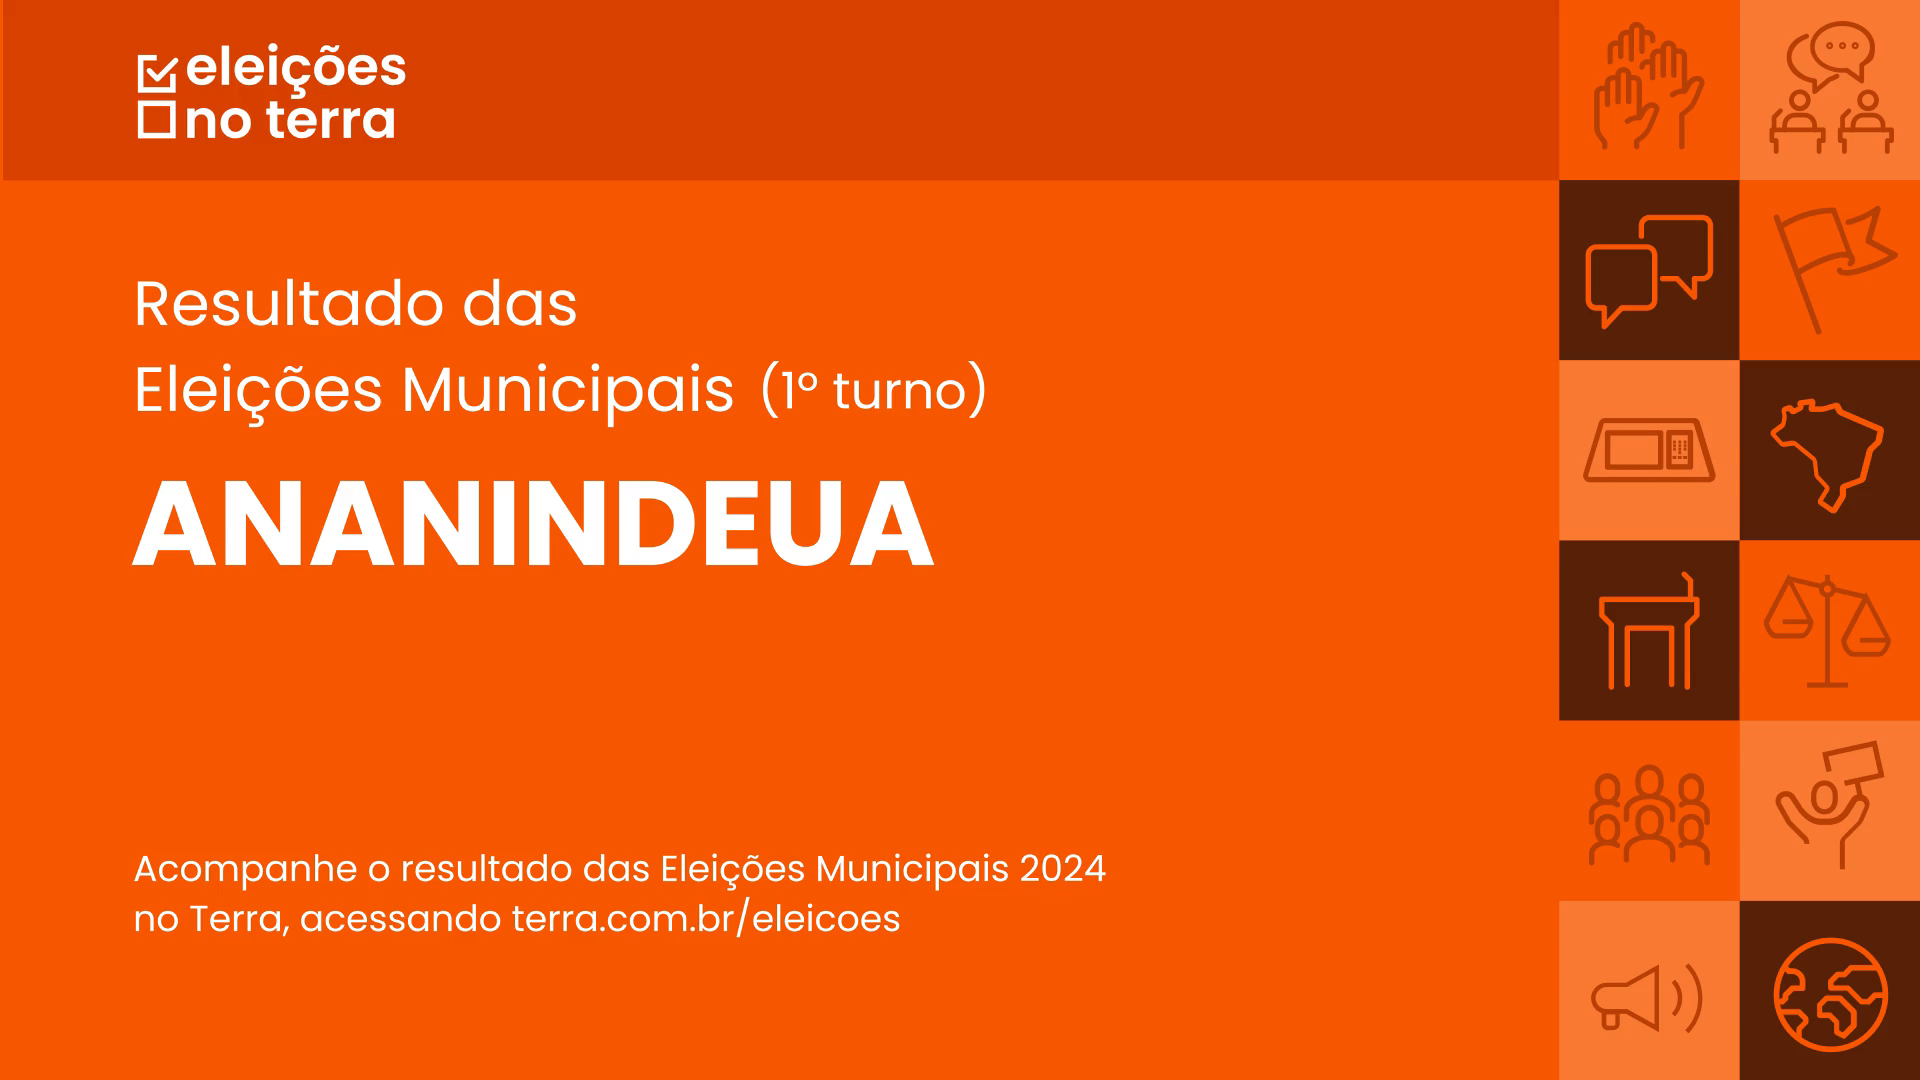 eleições
no terra
Resultado das
Eleições Municipais (1º turno)
ANANINDEUA
Acompanhe o resultado das Eleições Municipais 2024
no Terra, acessando terra.com.br/eleicoes